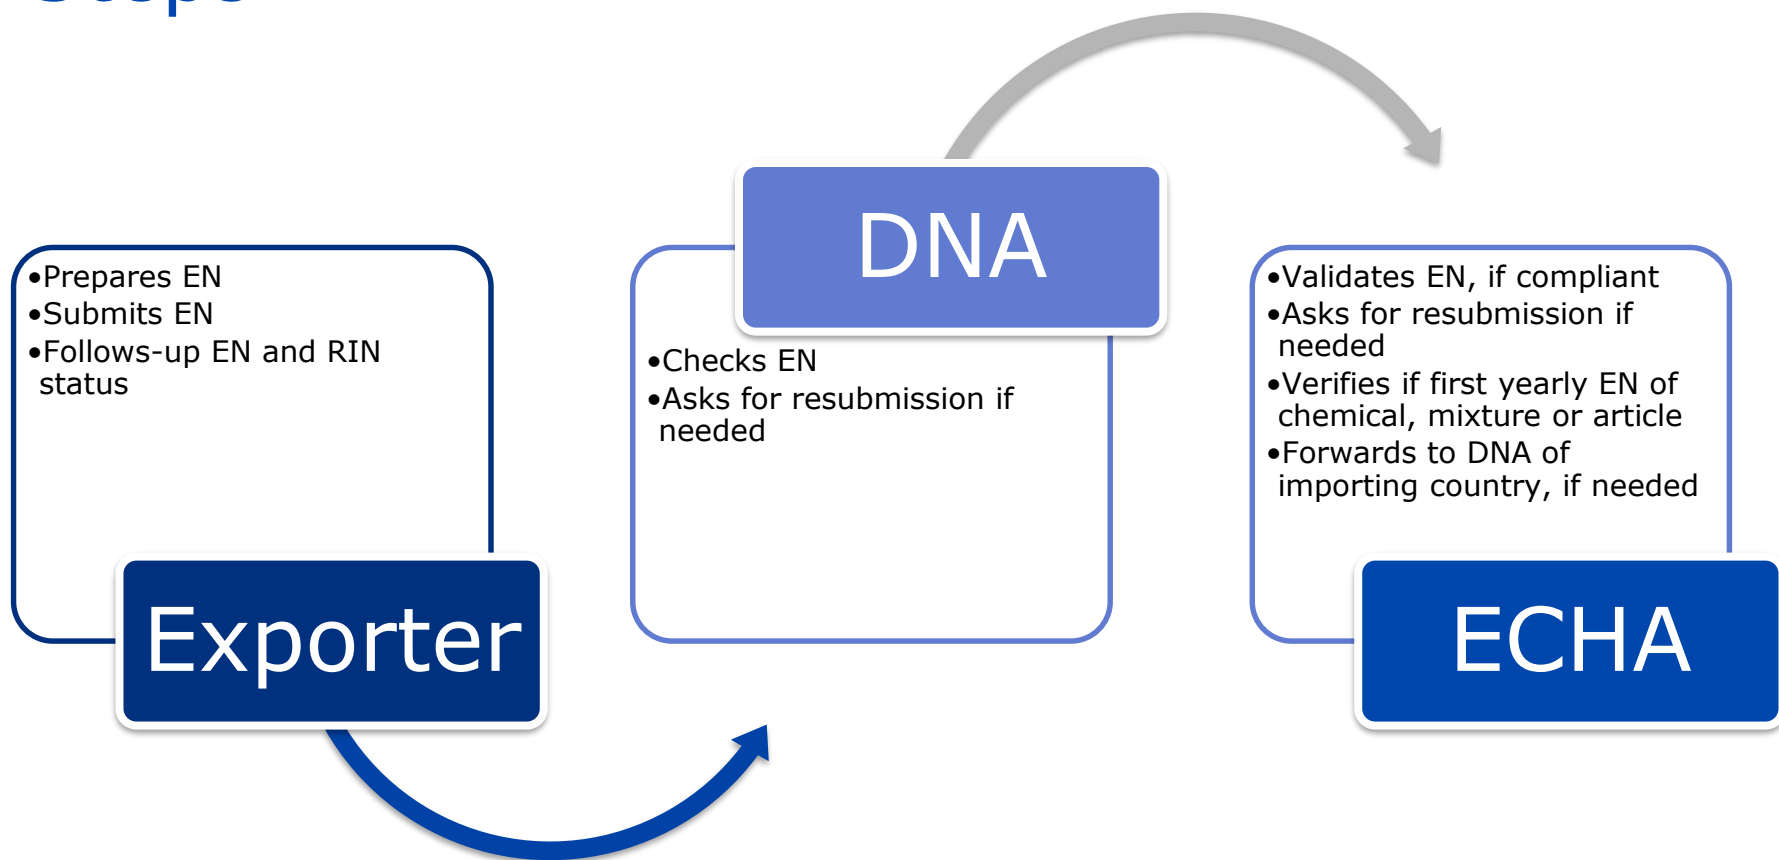 Steps
•Prepares EN
•Submits EN
•Follows-up EN and RIN
status
Exporter
DNA
•Checks EN
•Asks for resubmission if
needed
•Validates EN, if compliant
•Asks for resubmission if
needed
•Verifies if first yearly EN of
chemical, mixture or article
•Forwards to DNA of
importing country, if needed
ECHA